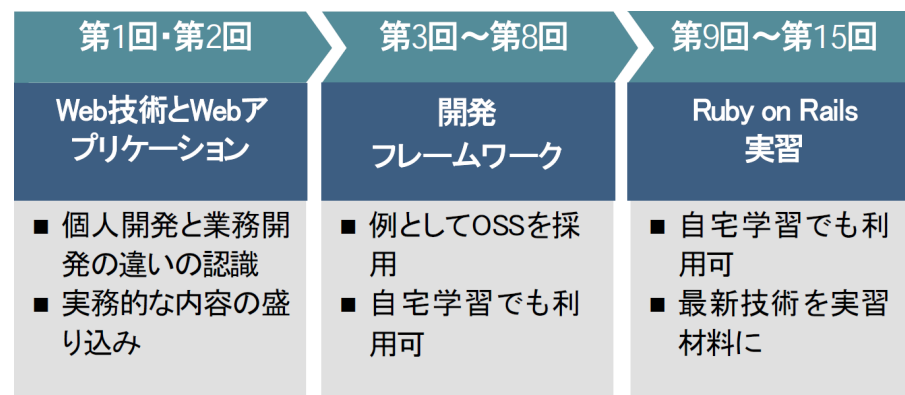 第1回・第2回
Web技術とWebア
プリケーション
■ 個人開発と業務開
発の違いの認識
■ 実務的な内容の盛
り込み
第3回～第8回
開発
フレームワーク
■ 例としてOSSを採
用
■ 自宅学習でも利
用可
第9回～第15回
Ruby on Rails
実習
■ 自宅学習でも利
用可
■ 最新技術を実習
材料に